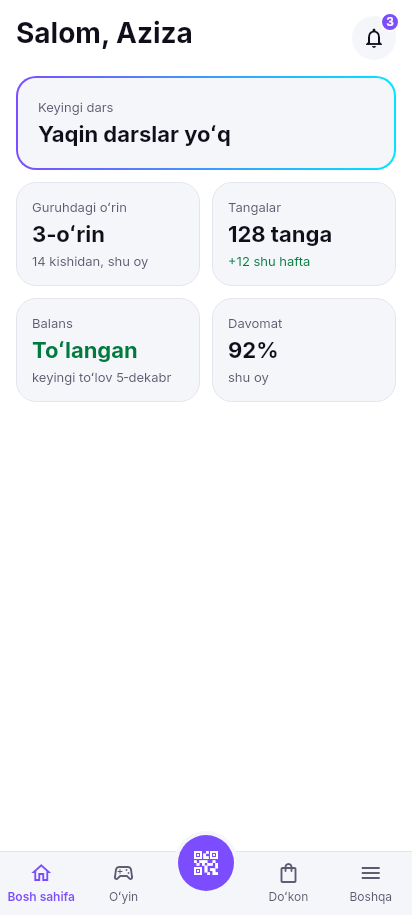 Salom, Aziza
3
Keyingi dars
Yaqin darslar yoʻq
Guruhdagi oʻrin
3-oʻrin
14 kishidan, shu oy
Tangalar
128 tanga
+12 shu hafta
Balans
Toʻlangan
keyingi toʻlov 5-dekabr
Davomat
92%
shu oy
Bosh sahifa
Oʻyin
Doʻkon
Boshqa